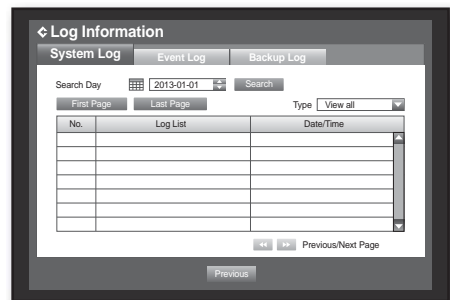 Log Information
System Log Event Log Backup Log
Search Day 2013-01-01 Search
First Page Last Page Type View all
No. Log List Date/Time
Previous/Next Page
Previous